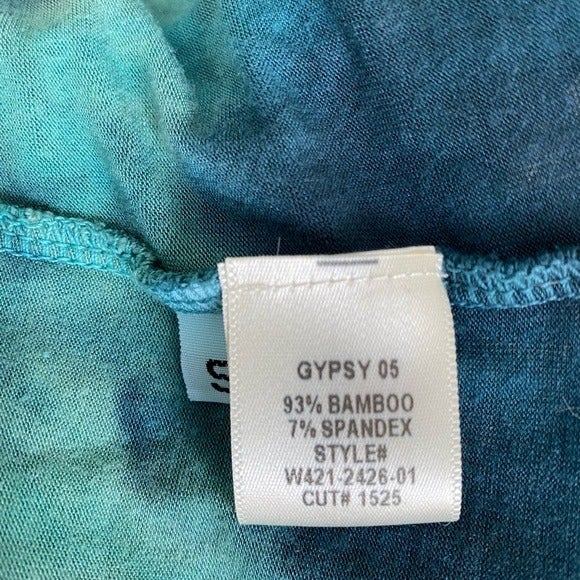 S
GYPSY 05
93% BAMBOO
7% SPANDEX
STYLE#
W421-2426-01
CUT# 1525